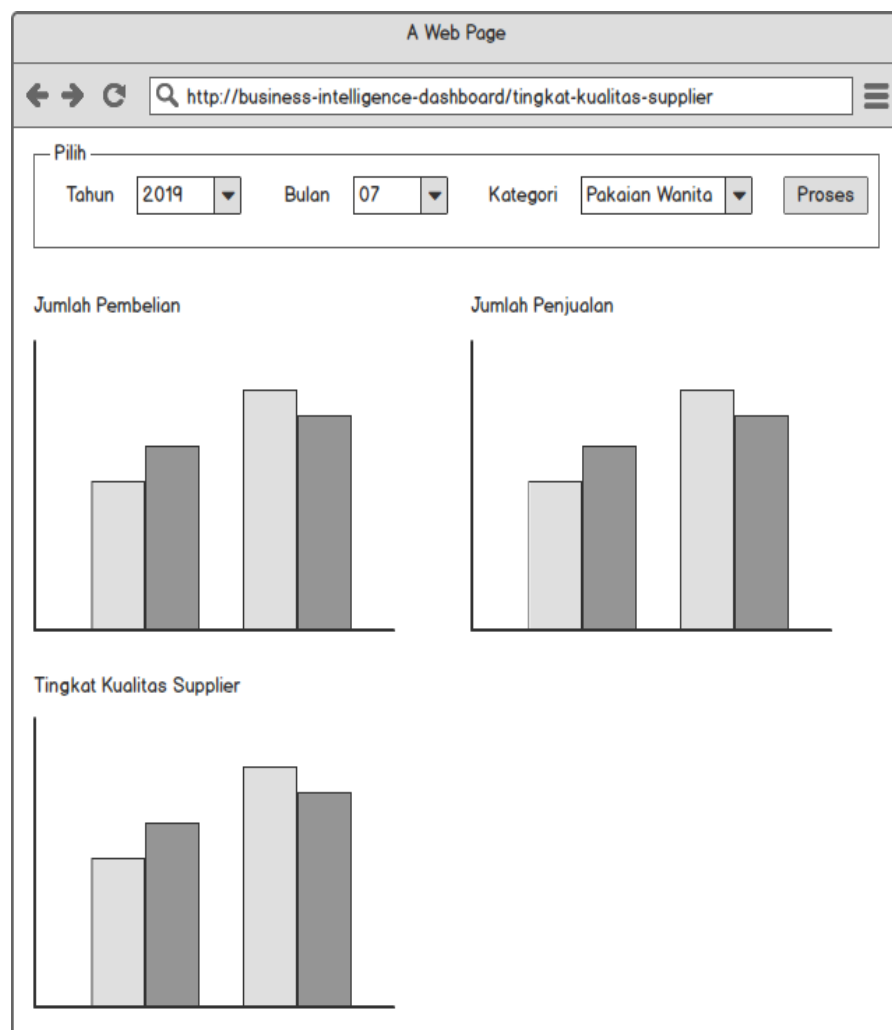 A Web Page
http://business-intelligence-dashboard/tingkat-kualitas-supplier
Pilih
Tahun 2019 Bulan 07 Kategori Pakaian Wanita Proses
Jumlah Pembelian Jumlah Penjualan
Tingkat Kualitas Supplier